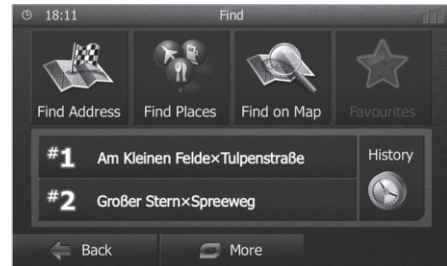 18:11 Find
Find Address Find Places Find on Map Favourites
#1 Am Kleinen Felde×Tulpenstraße History
#2 Großer Stern×Spreeweg
Back More